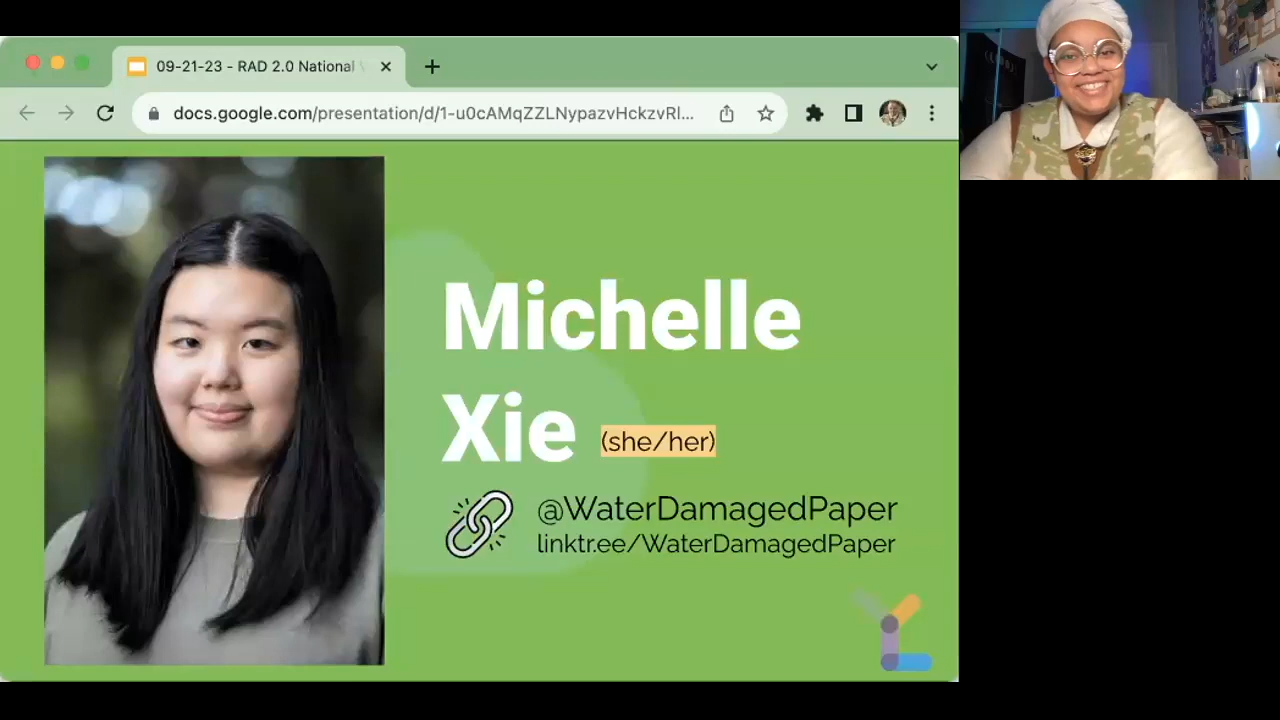 09-21-23 - RAD 2.0 National
docs.google.com/presentation/d/1-u0cAMqZZLNypazvHckzvRl...
Michelle
Xie (she/her)
@WaterDamagedPaper
linktr.ee/WaterDamagedPaper